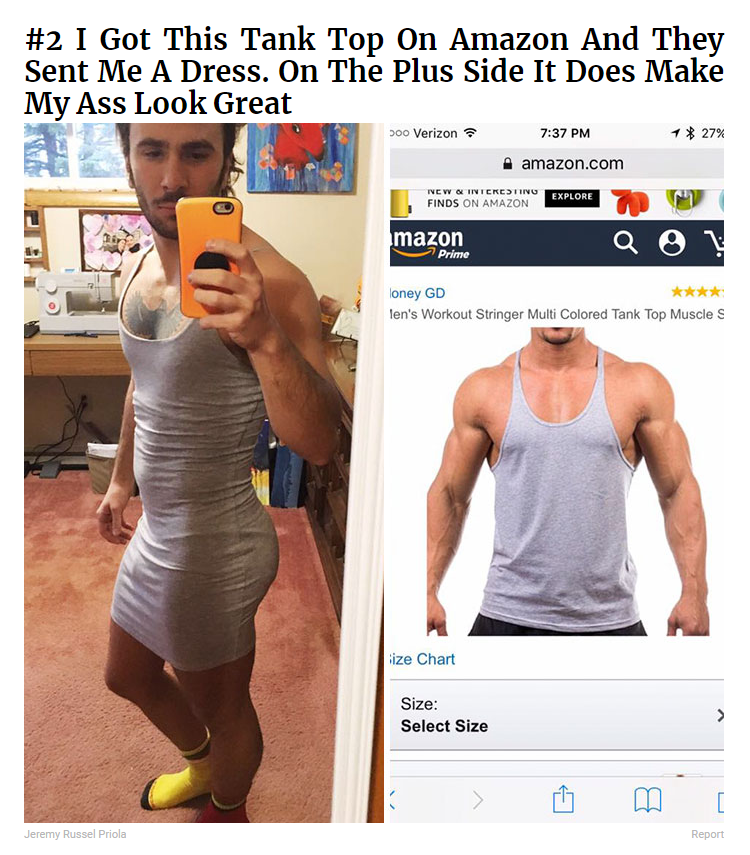 #2 I Got This Tank Top On Amazon And They
Sent Me A Dress. On The Plus Side It Does Make
My Ass Look Great
Verizon
7:37 PM
27%
amazon.com
NEW & INTERESTING
FINDS ON AMAZON
EXPLORE
mazon
Prime
oney GD
en's Workout Stringer Multi Colored Tank Top Muscle S
ize Chart
Size:
Select Size
Jeremy Russel Priola
Report